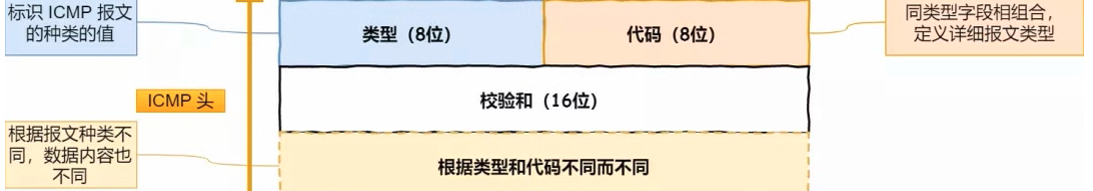 标识 ICMP 报文
的种类的值
类型（8位）
代码（8位）
同类型字段相组合，
定义详细报文类型
ICMP 头
校验和（16位）
根据报文种类不
同，数据内容也
不同
根据类型和代码不同而不同